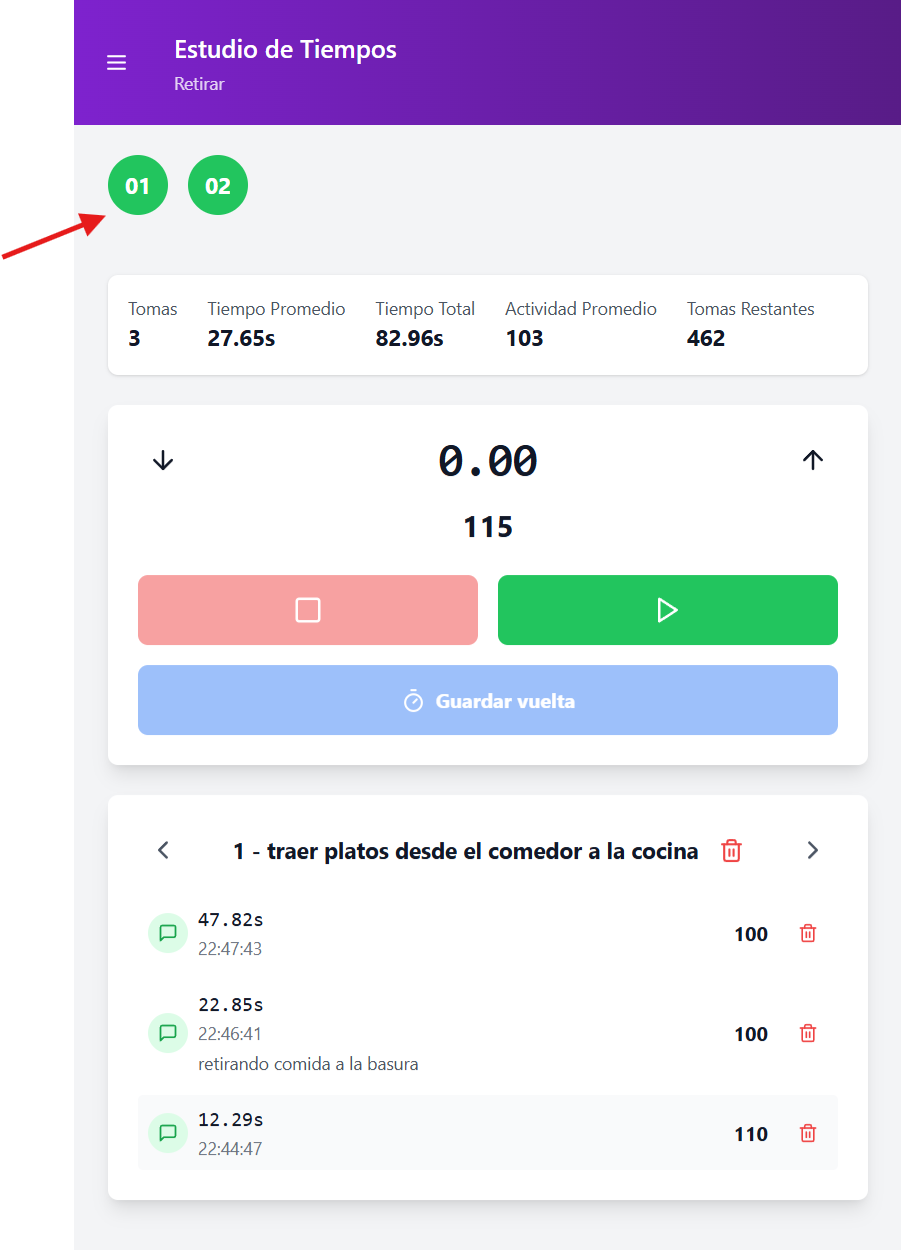 Estudio de Tiempos
Retirar
01 02
Tomas Tiempo Promedio Tiempo Total Actividad Promedio Tomas Restantes
3 27.65s 82.96s 103 462
0.00
115
Guardar vuelta
1 - traer platos desde el comedor a la cocina
47.82s
22:47:43
100
22.85s
22:46:41
retirando comida a la basura
100
12.29s
22:44:47
110